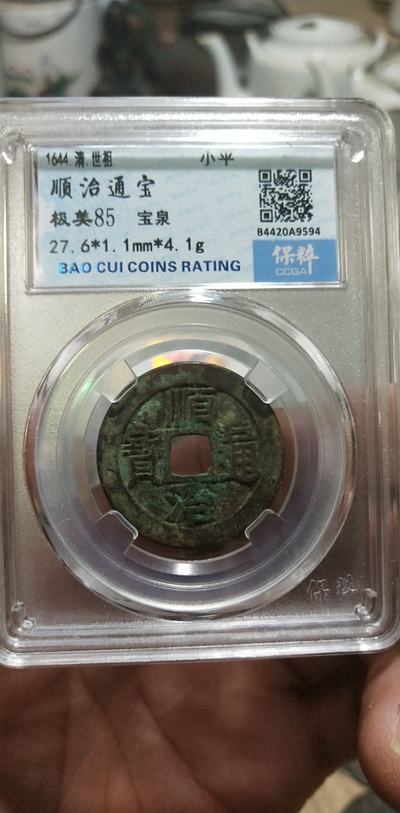 1644.清.世祖 小平
顺治通宝
极美85 宝泉
27.6*1.1mm*4.1g
B4420A9594
保粹
CCGA
BAO CUI COINS RATING
順
寶 通
治
保粹